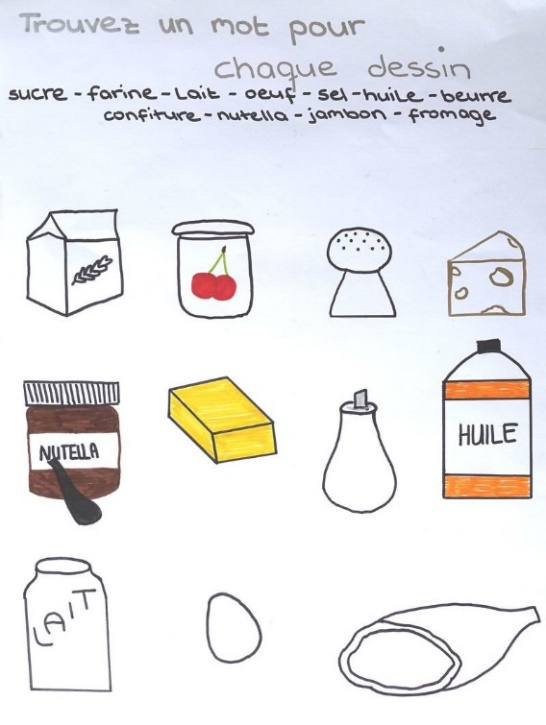 Trouvez un mot pour
chaque dessin
sucre - farine - Lait - oeuf - sel - huile - beurre
confiture - nutella - jambon - fromage
NUTELLA
HUILE
LAIT